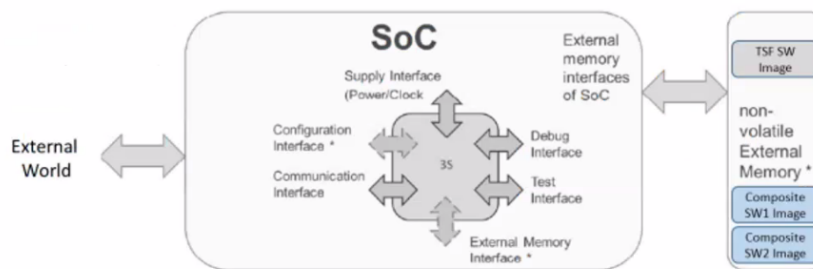 SoC
External
memory
interfaces
of SoC
Supply Interface
(Power/Clock
Configuration
Interface *
Communication
Interface
3S
Debug
Interface
Test
Interface
External Memory
Interface *
External
World
TSF SW
Image
non-
volatile
External
Memory *
Composite
SW1 Image
Composite
SW2 Image